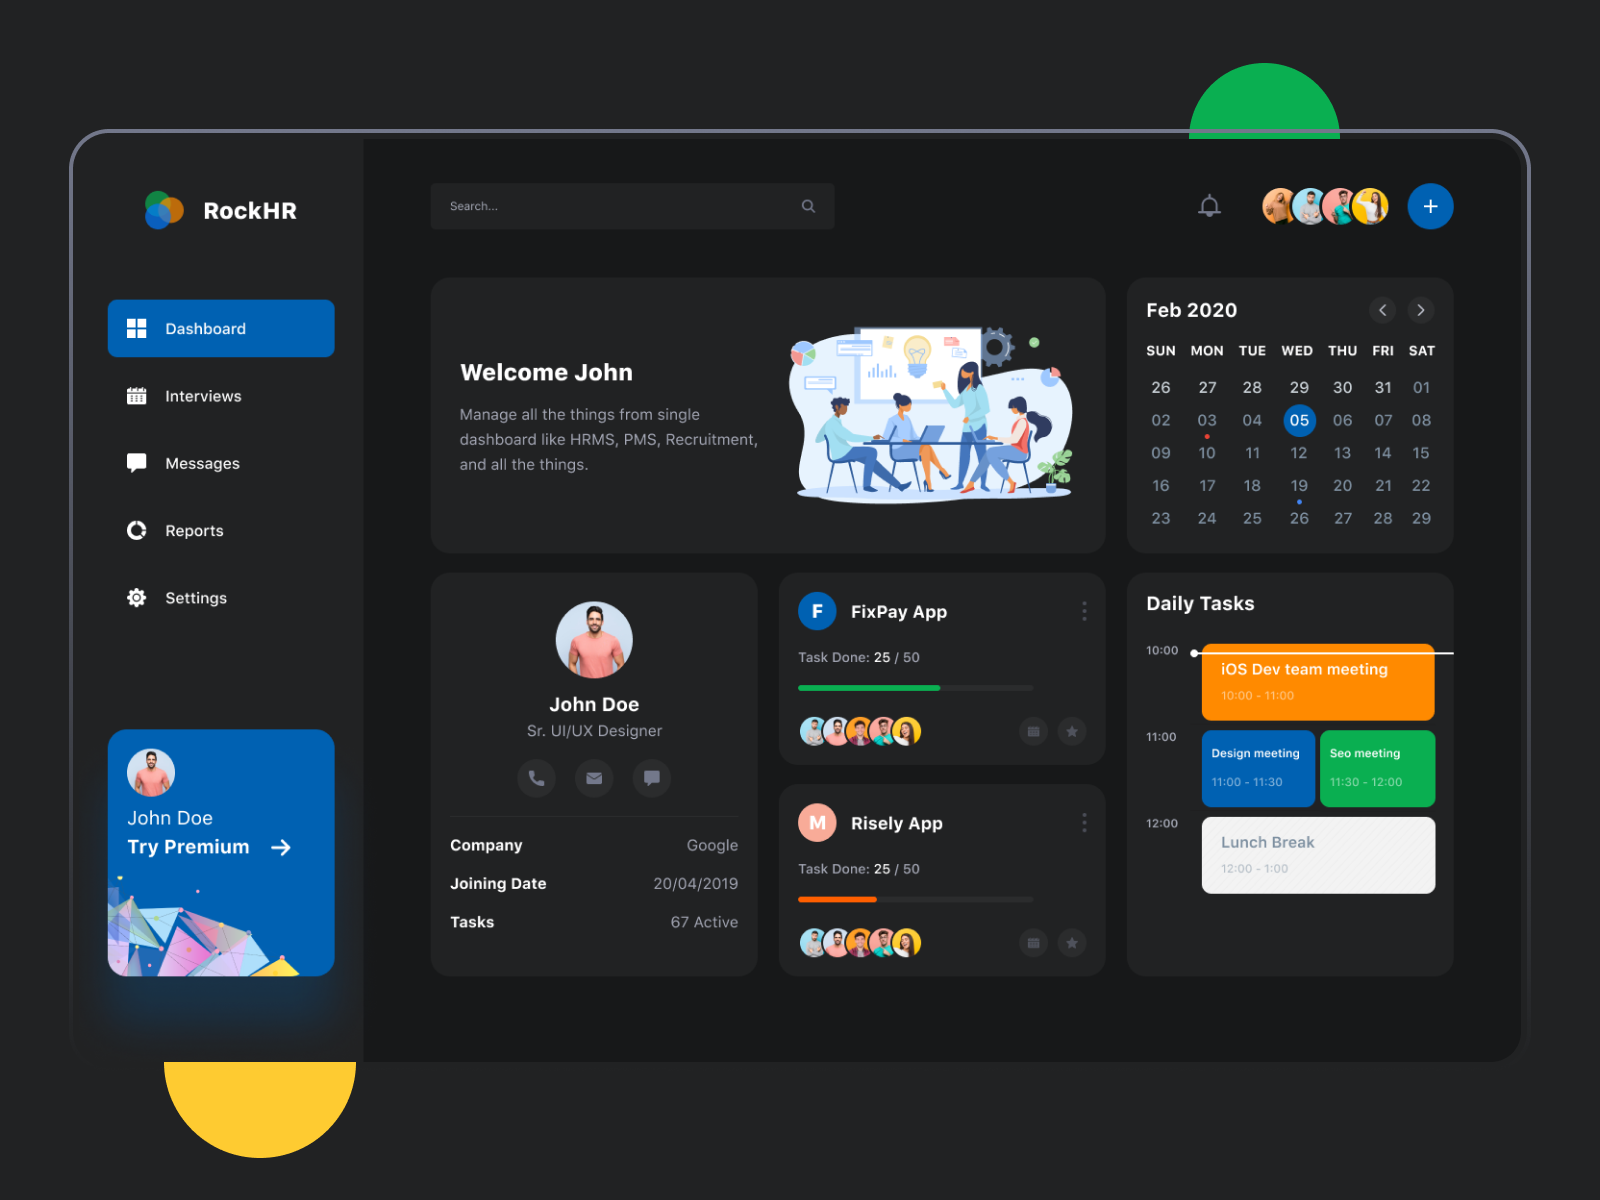 RockHR
Dashboard
Interviews
Messages
Reports
Settings
John Doe
Try Premium
Search...
Welcome John
Manage all the things from single
dashboard like HRMS, PMS, Recruitment,
and all the things.
Feb 2020
SUN MON TUE WED THU FRI SAT
26 27 28 29 30 31 01
02 03 04 05 06 07 08
09 10 11 12 13 14 15
16 17 18 19 20 21 22
23 24 25 26 27 28 29
John Doe
Sr. UI/UX Designer
Company Google
Joining Date 20/04/2019
Tasks 67 Active
F FixPay App
Task Done: 25 / 50
M Risely App
Task Done: 25 / 50
Daily Tasks
10:00
iOS Dev team meeting
10:00 - 11:00
11:00
Design meeting
11:00 - 11:30
Seo meeting
11:30 - 12:00
12:00
Lunch Break
12:00 - 1:00